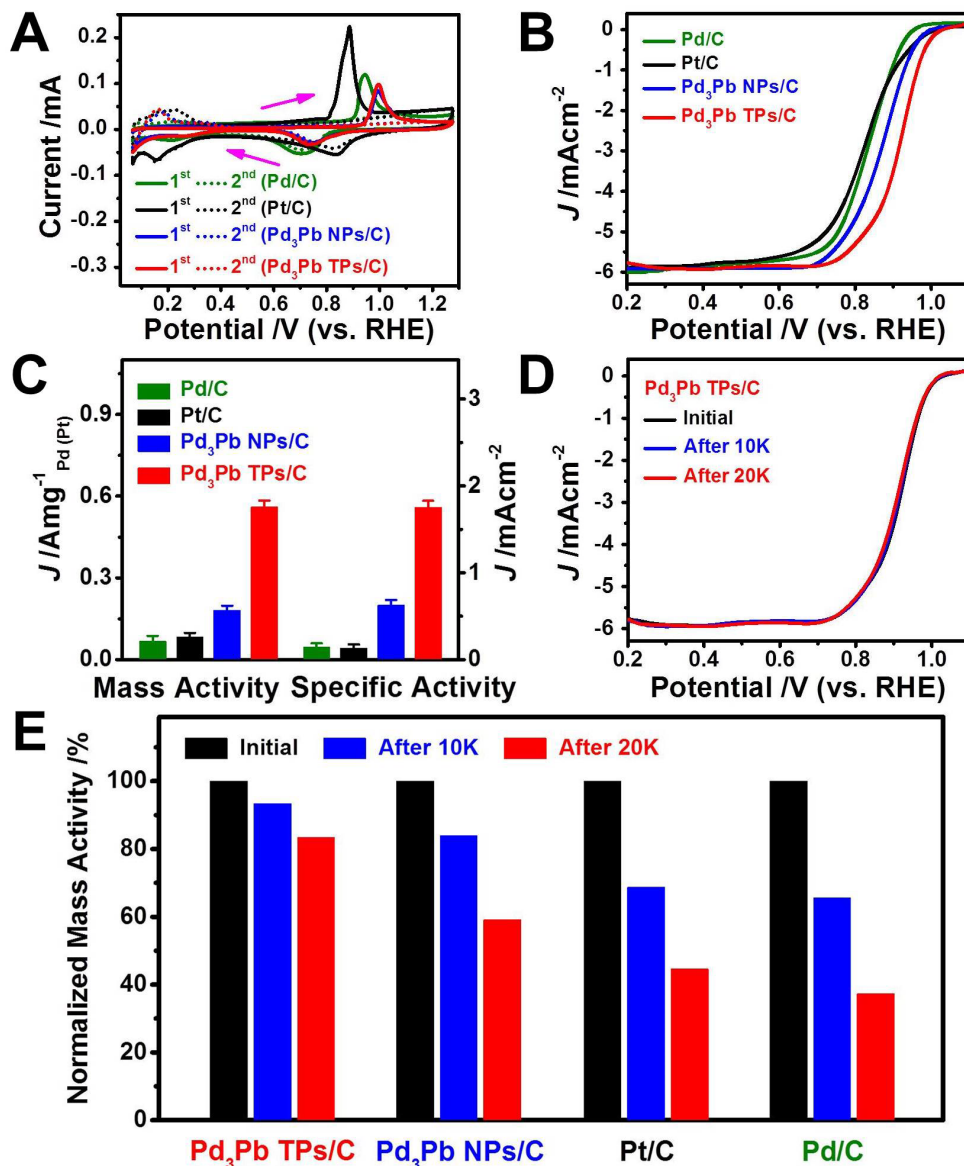 A
Current /mA
0.2
0.1
0.0
-0.1
-0.2
-0.3
1st 2nd (Pd/C)
1st 2nd (Pt/C)
1st 2nd (Pd₃Pb NPs/C)
1st 2nd (Pd₃Pb TPs/C)
0.2 0.4 0.6 0.8 1.0 1.2
Potential /V (vs. RHE)
B
J /mAcm⁻²
0
-1
-2
-3
-4
-5
-6
Pd/C
Pt/C
Pd₃Pb NPs/C
Pd₃Pb TPs/C
0.2 0.4 0.6 0.8 1.0
Potential /V (vs. RHE)
C
J /Amg⁻¹ Pd (Pt)
0.9
0.6
0.3
0.0
Pd/C
Pt/C
Pd₃Pb NPs/C
Pd₃Pb TPs/C
3
2
1
0
J /mAcm⁻²
Mass Activity Specific Activity
D
J /mAcm⁻²
0
-1
-2
-3
-4
-5
-6
Pd₃Pb TPs/C
Initial
After 10K
After 20K
0.2 0.4 0.6 0.8 1.0
Potential /V (vs. RHE)
E
Normalized Mass Activity /%
Initial After 10K After 20K
100
80
60
40
20
0
Pd₃Pb TPs/C Pd₃Pb NPs/C Pt/C Pd/C